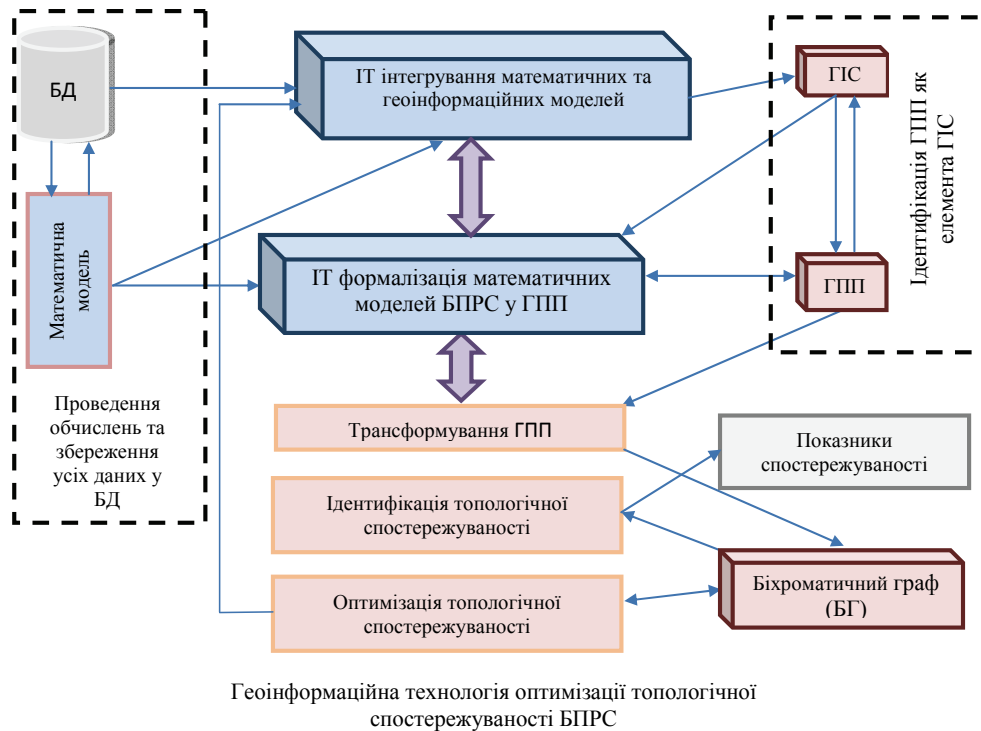 БД
ІТ інтегрування математичних та
геоінформаційних моделей
ГІС
Ідентифікація ГПП як
елемента ГІС
Математична
модель
ІТ формалізація математичних
моделей БПРС у ГПП
ГПП
Проведення
обчислень та
збереження
усіх даних у
БД
Трансформування ГПП
Показники
спостережуваності
Ідентифікація топологічної
спостережуваності
Оптимізація топологічної
спостережуваності
Біхроматичний граф
(БГ)
Геоінформаційна технологія оптимізації топологічної
спостережуваності БПРС